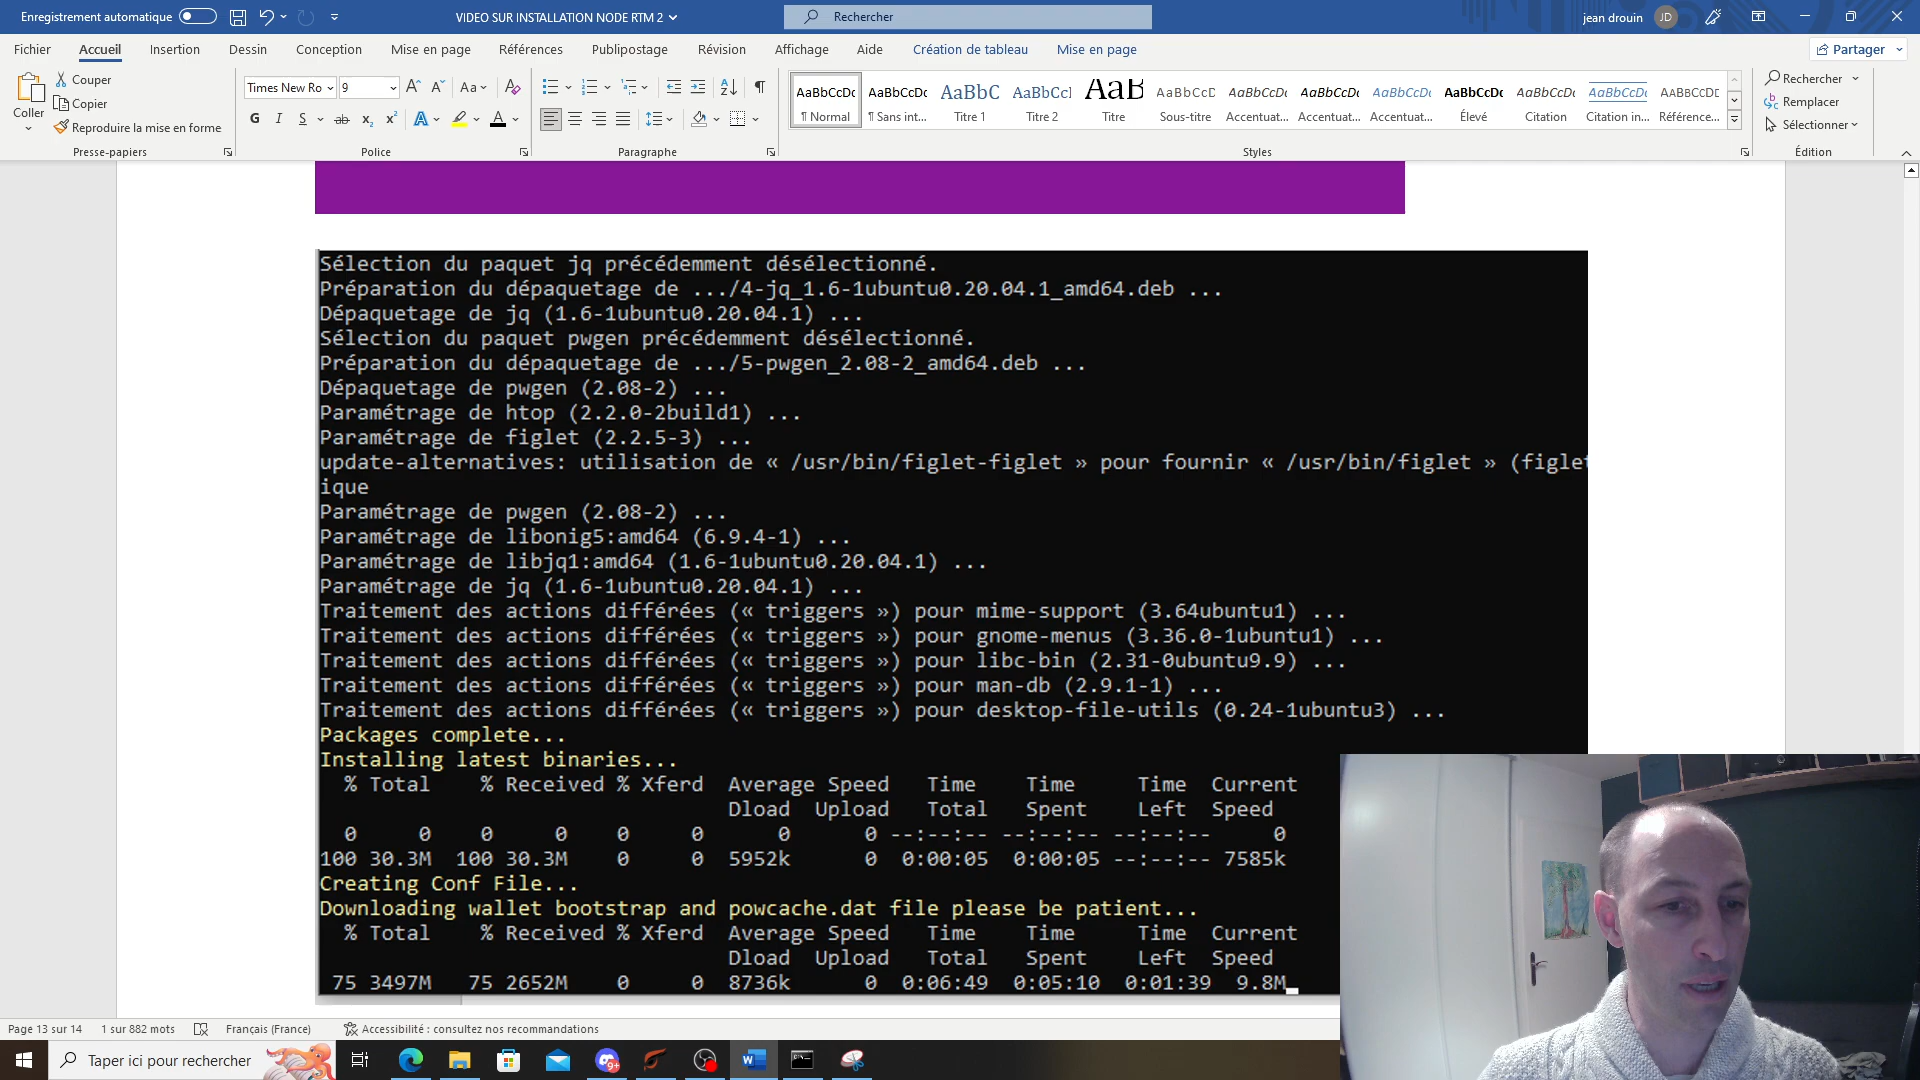 Enregistrement automatique
VIDEO SUR INSTALLATION NODE RTM 2
Rechercher
jean drouin
JD
Fichier
Accueil
Insertion
Dessin
Conception
Mise en page
Références
Publipostage
Révision
Affichage
Aide
Création de tableau
Mise en page
Partager
Coller
Couper
Copier
Reproduire la mise en forme
Presse-papiers
Times New Ro
9
G I S ab x₂ x²
Police
Paragraphe
AaBbCcDc AaBbCcDc AaBbC AaBbCcI AaB AaBbCcD AaBbCcDc AaBbCcDc AaBbCcDc AaBbCcDc AaBbCcDc AaBbCcDc AABBCCDE
¶ Normal ¶ Sans int... Titre 1 Titre 2 Titre Sous-titre Accentuat... Accentuat... Accentuat... Élevé Citation Citation in... Référence...
Styles
Rechercher
Remplacer
Sélectionner
Édition
Sélection du paquet jq précédemment désélectionné.
Préparation du dépaquetage de .../4-jq_1.6-1ubuntu0.20.04.1_amd64.deb ...
Dépaquetage de jq (1.6-1ubuntu0.20.04.1) ...
Sélection du paquet pwgen précédemment désélectionné.
Préparation du dépaquetage de .../5-pwgen_2.08-2_amd64.deb ...
Dépaquetage de pwgen (2.08-2) ...
Paramétrage de htop (2.2.0-2build1) ...
Paramétrage de figlet (2.2.5-3) ...
update-alternatives: utilisation de « /usr/bin/figlet-figlet » pour fournir « /usr/bin/figlet » (figlet
ique
Paramétrage de pwgen (2.08-2) ...
Paramétrage de libonig5:amd64 (6.9.4-1) ...
Paramétrage de libjq1:amd64 (1.6-1ubuntu0.20.04.1) ...
Paramétrage de jq (1.6-1ubuntu0.20.04.1) ...
Traitement des actions différées (« triggers ») pour mime-support (3.64ubuntu1) ...
Traitement des actions différées (« triggers ») pour gnome-menus (3.36.0-1ubuntu1) ...
Traitement des actions différées (« triggers ») pour libc-bin (2.31-0ubuntu9.9) ...
Traitement des actions différées (« triggers ») pour man-db (2.9.1-1) ...
Traitement des actions différées (« triggers ») pour desktop-file-utils (0.24-1ubuntu3) ...
Packages complete...
Installing latest binaries...
% Total % Received % Xferd Average Speed Time Time Time Current
Dload Upload Total Spent Left Speed
0 0 0 0 0 0 0 0 --:--:-- --:--:-- --:--:-- 0
100 30.3M 100 30.3M 0 0 5952k 0 0:00:05 0:00:05 --:--:-- 7585k
Creating Conf File...
Downloading wallet bootstrap and powcache.dat file please be patient...
% Total % Received % Xferd Average Speed Time Time Time Current
Dload Upload Total Spent Left Speed
75 3497M 75 2652M 0 0 8736k 0 0:06:49 0:05:10 0:01:39 9.8M
Page 13 sur 14
1 sur 882 mots
Français (France)
Accessibilité : consultez nos recommandations
Taper ici pour rechercher
9+